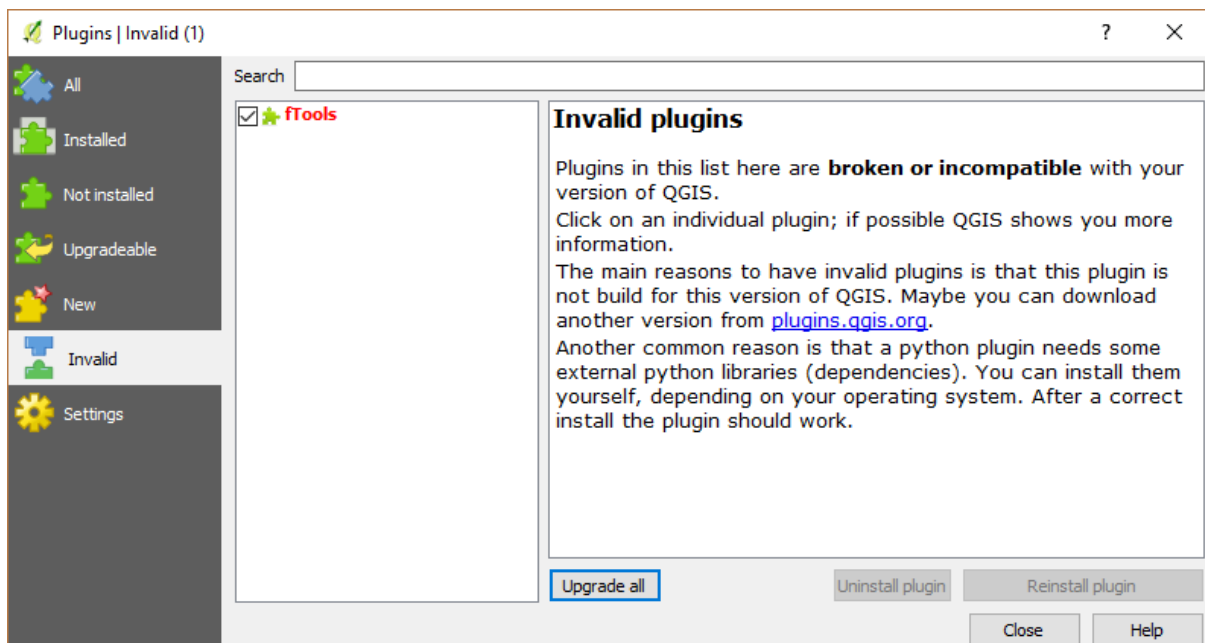 Plugins | Invalid (1)
?
All
Installed
Not installed
Upgradeable
New
Invalid
Settings
Search
fTools
Invalid plugins
Plugins in this list here are broken or incompatible with your
version of QGIS.
Click on an individual plugin; if possible QGIS shows you more
information.
The main reasons to have invalid plugins is that this plugin is
not build for this version of QGIS. Maybe you can download
another version from plugins.qgis.org.
Another common reason is that a python plugin needs some
external python libraries (dependencies). You can install them
yourself, depending on your operating system. After a correct
install the plugin should work.
Upgrade all
Uninstall plugin
Reinstall plugin
Close
Help